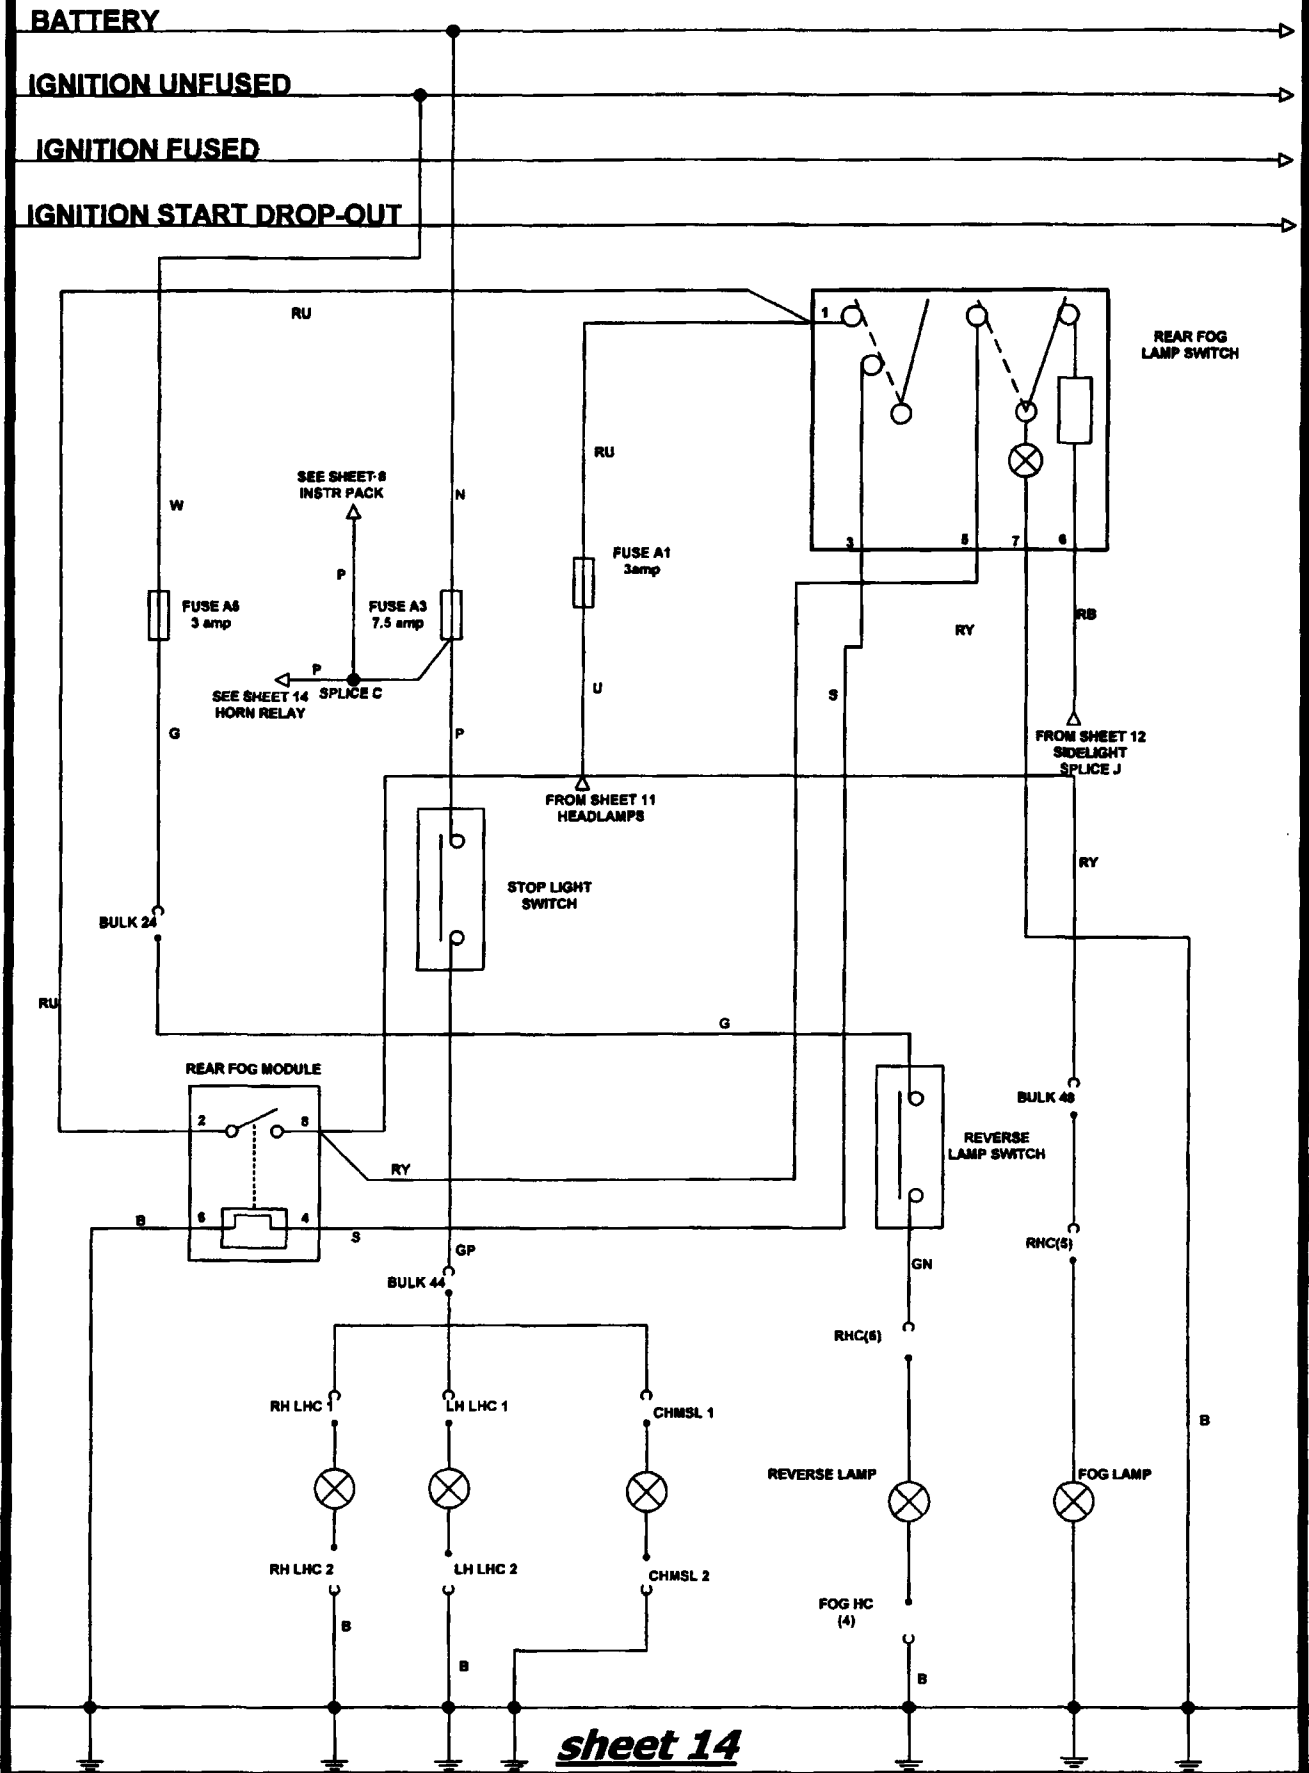 BATTERY
IGNITION UNFUSED
IGNITION FUSED
IGNITION START DROP-OUT
RU
1
REAR FOG
LAMP SWITCH
RU
SEE SHEET 8
INSTR PACK
N
W
3
5
7
6
FUSE A1
3amp
P
FUSE A6
3 amp
FUSE A3
7.5 amp
RB
RY
P
SPLICE C
SEE SHEET 14
HORN RELAY
U
S
G
P
FROM SHEET 12
SIDELIGHT
SPLICE J
FROM SHEET 11
HEADLAMPS
RY
STOP LIGHT
SWITCH
BULK 24
RU
G
REAR FOG MODULE
BULK 48
2
8
REVERSE
LAMP SWITCH
RY
B
6
4
S
GP
RHC(5)
GN
BULK 44
RHC(6)
RH LHC 1
LH LHC 1
CHMSL 1
B
REVERSE LAMP
FOG LAMP
RH LHC 2
LH LHC 2
CHMSL 2
FOG HC
(4)
B
B
B
sheet 14